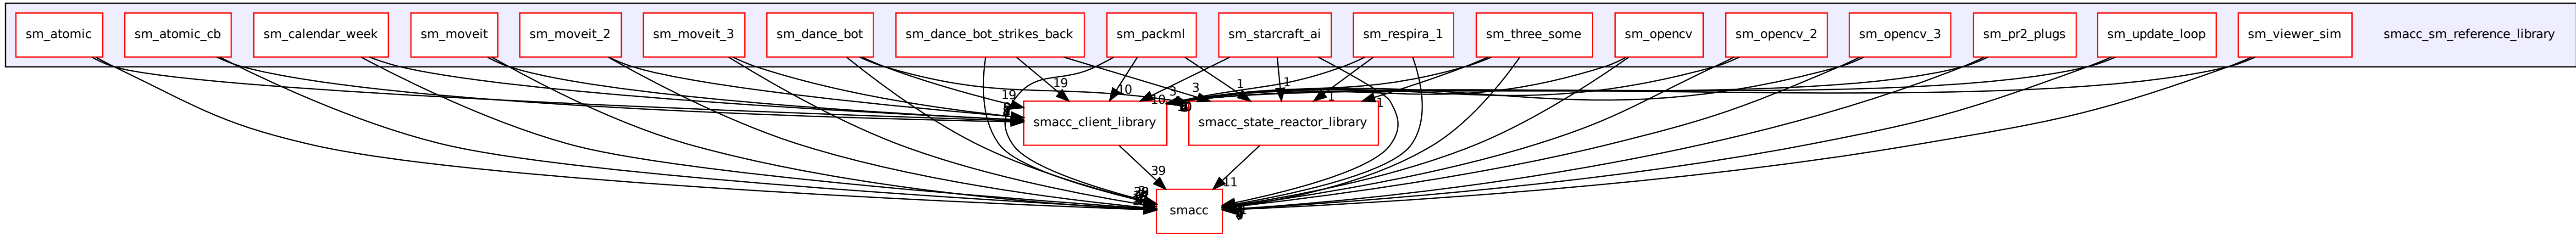 sm_atomic
sm_atomic_cb
sm_calendar_week
sm_moveit
sm_moveit_2
sm_moveit_3
sm_dance_bot
sm_dance_bot_strikes_back
sm_packml
sm_starcraft_ai
sm_respira_1
sm_three_some
sm_opencv
sm_opencv_2
sm_opencv_3
sm_pr2_plugs
sm_update_loop
sm_viewer_sim
smacc_sm_reference_library
19
19
10
10
3
3
1
1
1
1
smacc_client_library
smacc_state_reactor_library
39
11
smacc